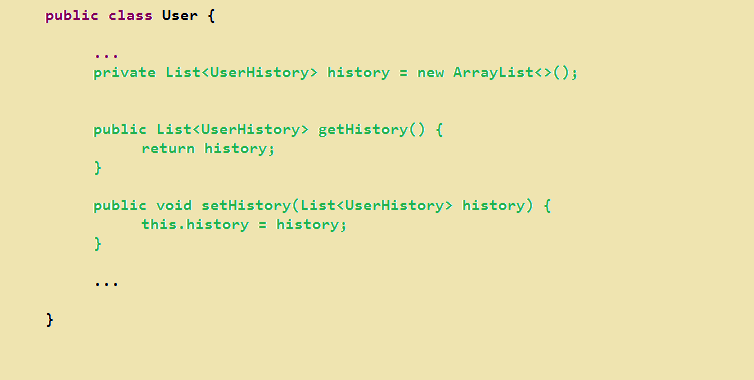 public class User {
...
private List<UserHistory> history = new ArrayList<>();
public List<UserHistory> getHistory() {
return history;
}
public void setHistory(List<UserHistory> history) {
this.history = history;
}
...
}